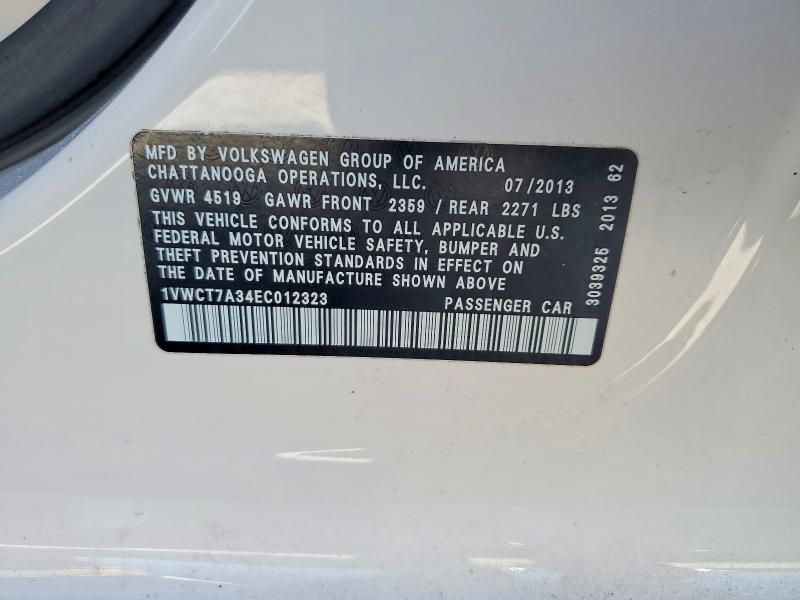 MFD BY VOLKSWAGEN GROUP OF AMERICA
CHATTANOOGA OPERATIONS, LLC. 07/2013
GVWR 4519 GAWR FRONT 2359 / REAR 2271 LBS
THIS VEHICLE CONFORMS TO ALL APPLICABLE U.S.
FEDERAL MOTOR VEHICLE SAFETY, BUMPER AND
THEFT PREVENTION STANDARDS IN EFFECT ON
THE DATE OF MANUFACTURE SHOWN ABOVE
1VWCT7A34EC012323 PASSENGER CAR
3039325 2013 62